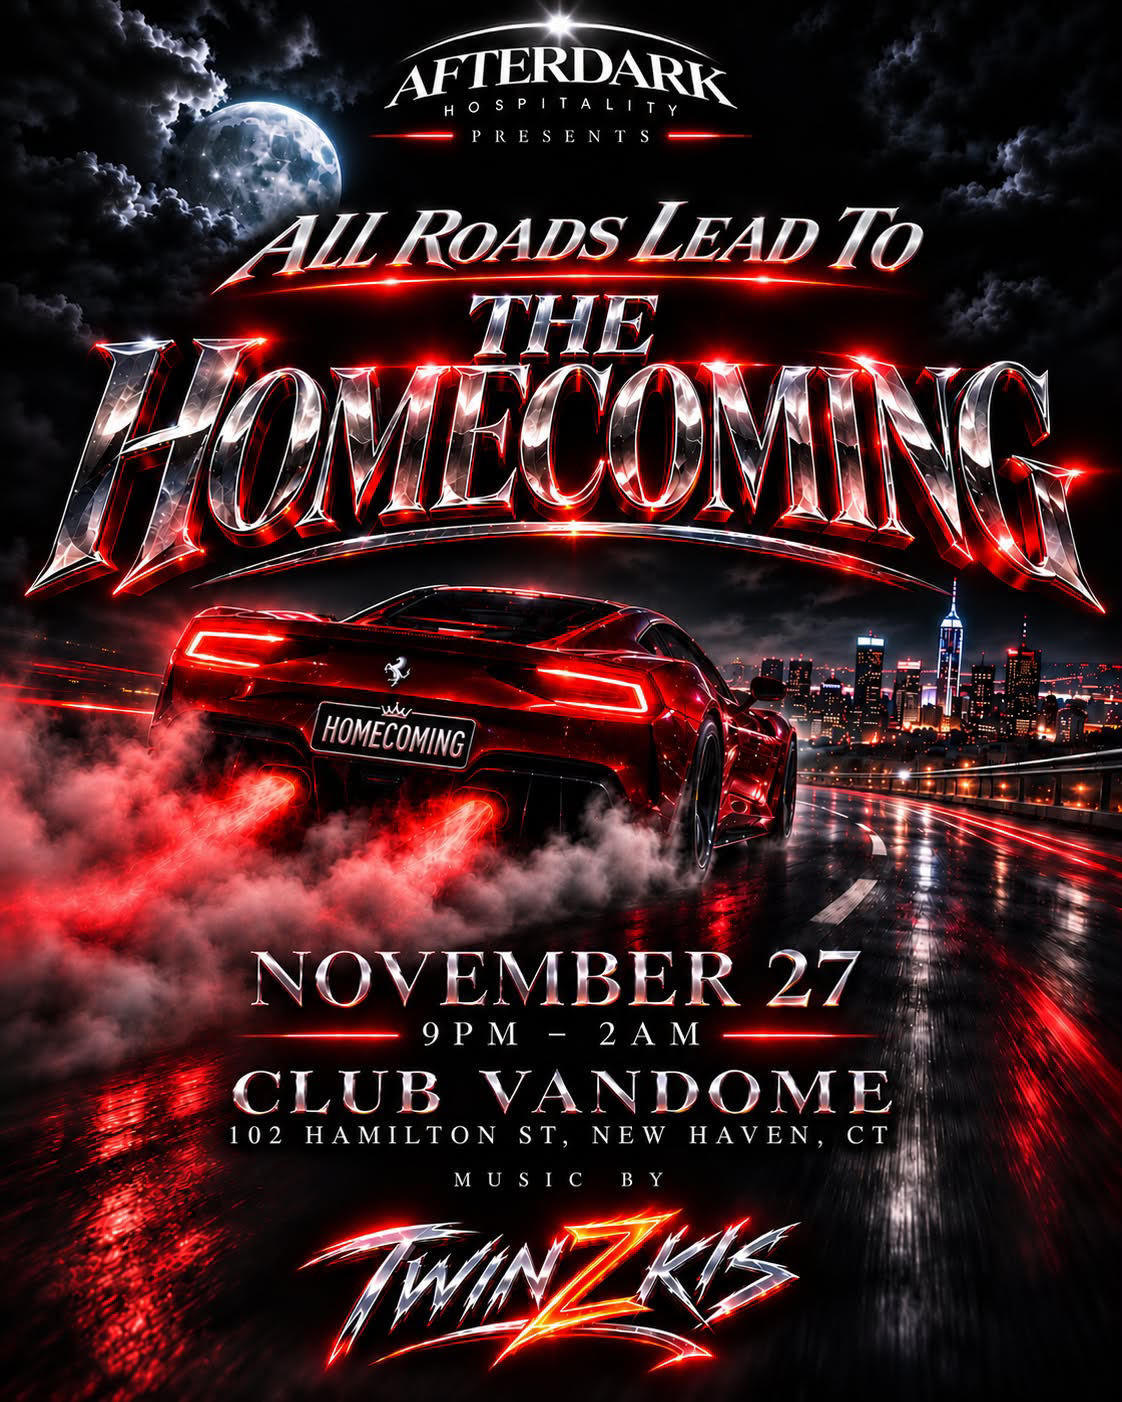 AFTERDARK
HOSPITALITY
PRESENTS
ALL ROADS LEAD TO
THE
HOMECOMING
HOMECOMING
NOVEMBER 27
9PM – 2AM
CLUB VANDOME
102 HAMILTON ST, NEW HAVEN, CT
MUSIC BY
TWINZKIS